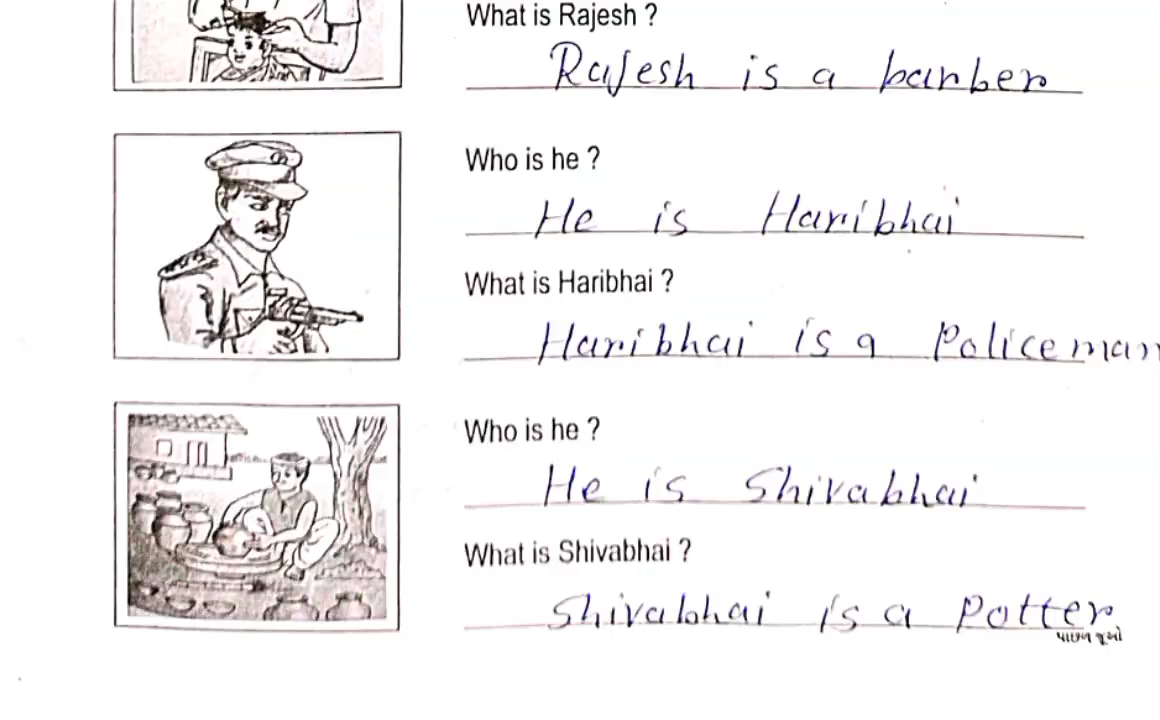 What is Rajesh ?
Rajesh is a barber
Who is he ?
He is Haribhai
What is Haribhai ?
Haribhai is a Policeman
Who is he ?
He is Shivabhai
What is Shivabhai ?
Shivabhai is a Potter
પાછળ જૂઓ